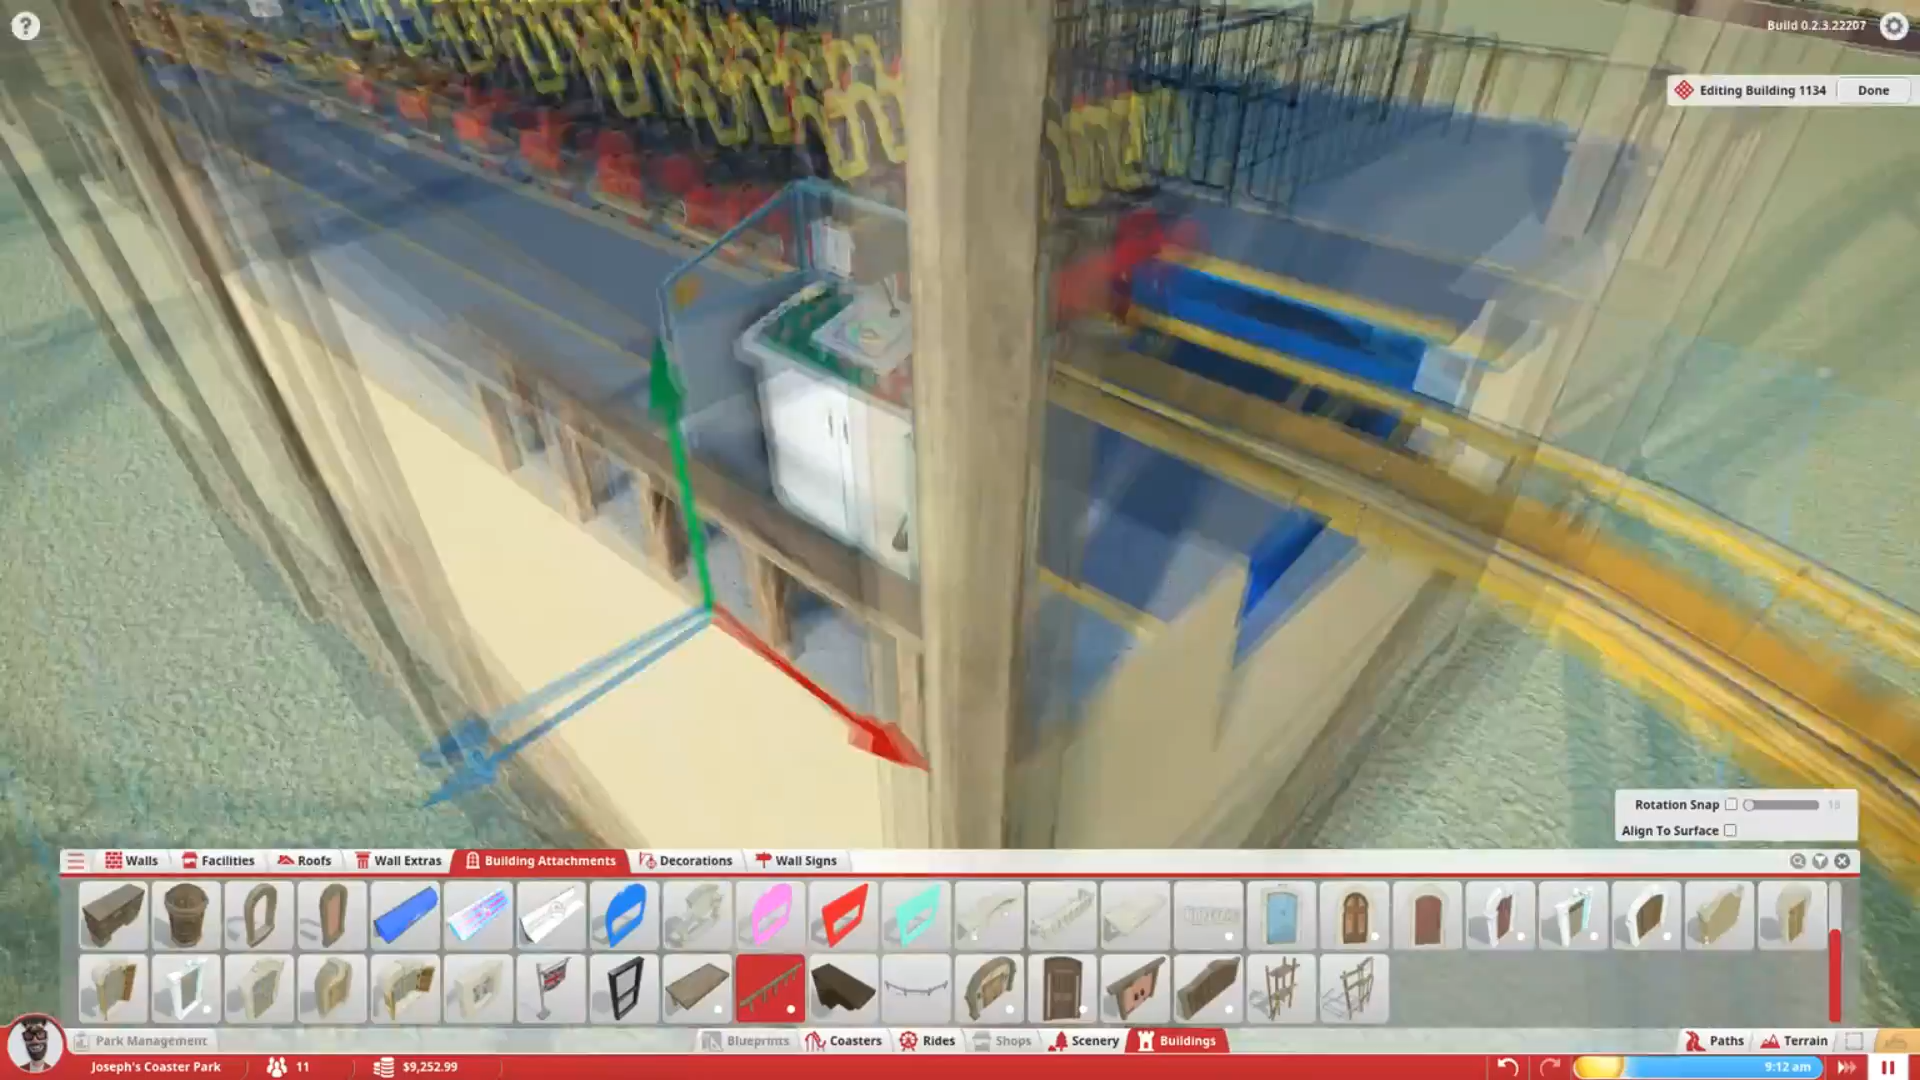 ?
Build 0.2.3.22207
Editing Building 1134 Done
Rotation Snap 15
Align To Surface
Walls Facilities Roofs Wall Extras Building Attachments Decorations Wall Signs
Park Management Blueprints Coasters Rides Shops Scenery Buildings Paths Terrain
Joseph's Coaster Park 11 $9,252.99 9:12 am